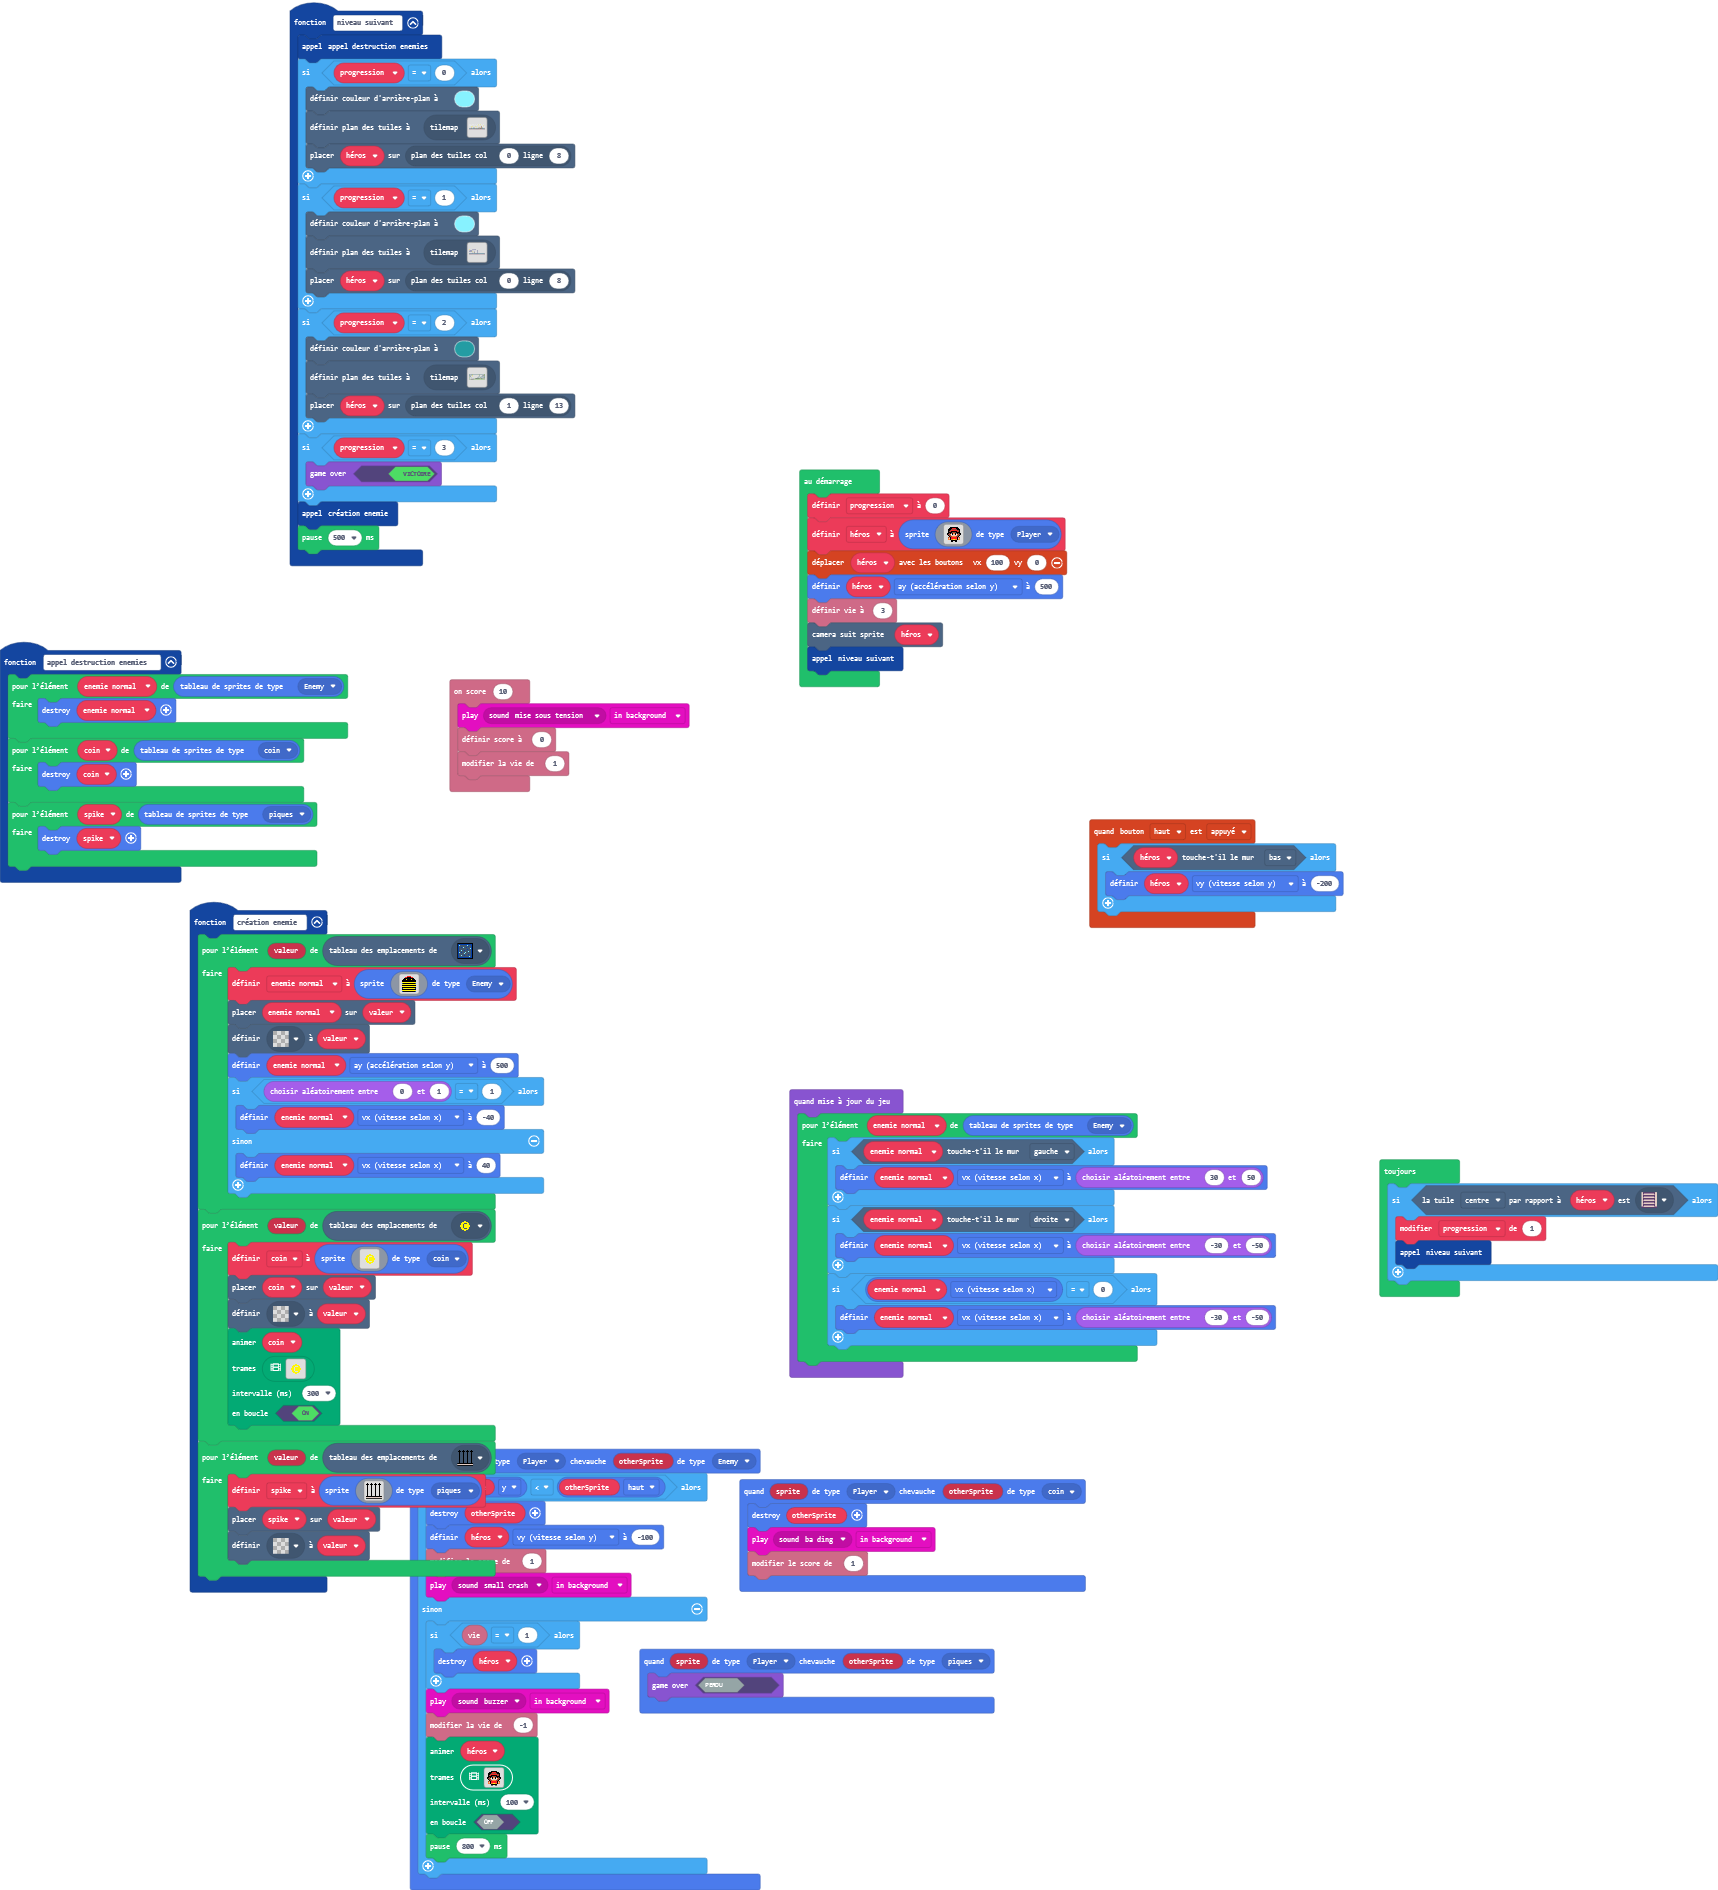 fonction niveau suivant
appel appel destruction enemies
si progression = 0 alors
définir couleur d'arrière-plan à
définir plan des tuiles à tilemap
placer héros sur plan des tuiles col 0 ligne 8
si progression = 1 alors
définir couleur d'arrière-plan à
définir plan des tuiles à tilemap
placer héros sur plan des tuiles col 0 ligne 8
si progression = 2 alors
définir couleur d'arrière-plan à
définir plan des tuiles à tilemap
placer héros sur plan des tuiles col 1 ligne 13
si progression = 3 alors
game over VICTOIRE
appel création enemie
pause 500 ms
au démarrage
définir progression à 0
définir héros à sprite de type Player
déplacer héros avec les boutons vx 100 vy 0
définir héros ay (accélération selon y) à 500
définir vie à 3
camera suit sprite héros
appel niveau suivant
fonction appel destruction enemies
pour l'élément enemie normal de tableau de sprites de type Enemy
faire destroy enemie normal
pour l'élément coin de tableau de sprites de type coin
faire destroy coin
pour l'élément spike de tableau de sprites de type piques
faire destroy spike
on score 10
play sound mise sous tension in background
définir score à 0
modifier la vie de 1
quand bouton haut est appuyé
si héros touche-t'il le mur bas alors
définir héros vy (vitesse selon y) à -200
fonction création enemie
pour l'élément valeur de tableau des emplacements de
faire
définir enemie normal à sprite de type Enemy
placer enemie normal sur valeur
définir à valeur
définir enemie normal ay (accélération selon y) à 500
si choisir aléatoirement entre 0 et 1 = 1 alors
définir enemie normal vx (vitesse selon x) à -40
sinon
définir enemie normal vx (vitesse selon x) à 40
pour l'élément valeur de tableau des emplacements de
faire
définir coin à sprite de type coin
placer coin sur valeur
définir à valeur
animer coin
trames
intervalle (ms) 300
en boucle ON
pour l'élément valeur de tableau des emplacements de
faire
définir spike à sprite de type piques
placer spike sur valeur
définir à valeur
quand mise à jour du jeu
pour l'élément enemie normal de tableau de sprites de type Enemy
faire
si enemie normal touche-t'il le mur gauche alors
définir enemie normal vx (vitesse selon x) à choisir aléatoirement entre 30 et 50
si enemie normal touche-t'il le mur droite alors
définir enemie normal vx (vitesse selon x) à choisir aléatoirement entre -30 et -50
si enemie normal vx (vitesse selon x) = 0 alors
définir enemie normal vx (vitesse selon x) à choisir aléatoirement entre -30 et -50
toujours
si la tuile centre par rapport à héros est alors
modifier progression de 1
appel niveau suivant
type Player chevauche otherSprite de type Enemy
y < otherSprite haut alors
destroy otherSprite
définir héros vy (vitesse selon y) à -100
de 1
play sound small crash in background
sinon
si vie = 1 alors
destroy héros
play sound buzzer in background
modifier la vie de -1
animer héros
trames
intervalle (ms) 100
en boucle OFF
pause 800 ms
quand sprite de type Player chevauche otherSprite de type coin
destroy otherSprite
play sound ba ding in background
modifier le score de 1
quand sprite de type Player chevauche otherSprite de type piques
game over PERDU